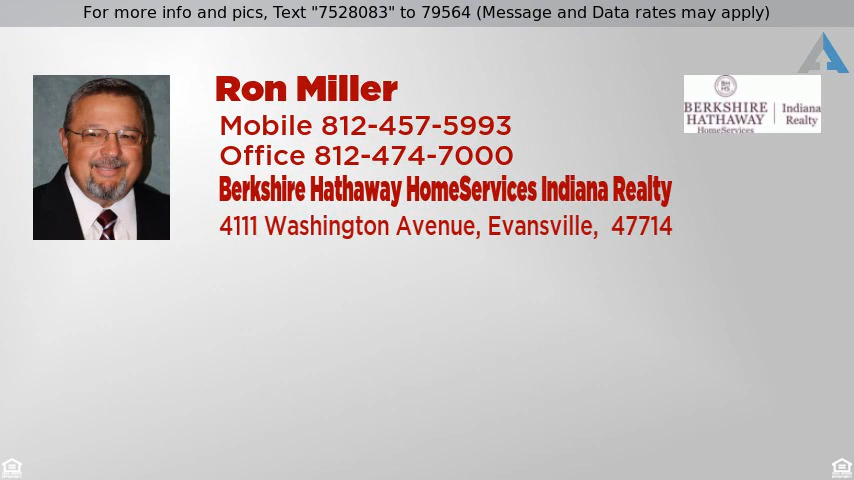 For more info and pics, Text "7528083" to 79564 (Message and Data rates may apply)
Ron Miller
Mobile 812-457-5993
Office 812-474-7000
Berkshire Hathaway HomeServices Indiana Realty
4111 Washington Avenue, Evansville,  47714
BH
HS
BERKSHIRE
HATHAWAY
HomeServices
Indiana
Realty